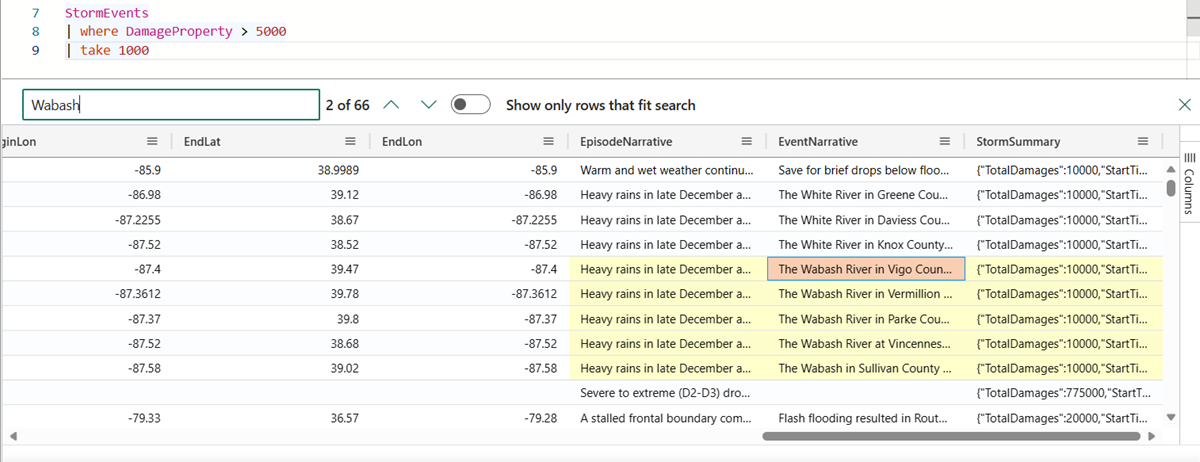 7 StormEvents
8 | where DamageProperty > 5000
9 | take 1000
Wabash 2 of 66 Show only rows that fit search
ginLon EndLat EndLon EpisodeNarrative EventNarrative StormSummary
-85.9 38.9989 -85.9 Warm and wet weather continu... Save for brief drops below floo... {"TotalDamages":10000,"StartTi...
-86.98 39.12 -86.98 Heavy rains in late December a... The White River in Greene Cou... {"TotalDamages":10000,"StartTi...
-87.2255 38.67 -87.2255 Heavy rains in late December a... The White River in Daviess Cou... {"TotalDamages":10000,"StartTi...
-87.52 38.52 -87.52 Heavy rains in late December a... The White River in Knox County... {"TotalDamages":10000,"StartTi...
-87.4 39.47 -87.4 Heavy rains in late December a... The Wabash River in Vigo Coun... {"TotalDamages":10000,"StartTi...
-87.3612 39.78 -87.3612 Heavy rains in late December a... The Wabash River in Vermillion ... {"TotalDamages":10000,"StartTi...
-87.37 39.8 -87.37 Heavy rains in late December a... The Wabash River in Parke Cou... {"TotalDamages":10000,"StartTi...
-87.52 38.68 -87.52 Heavy rains in late December a... The Wabash River at Vincennes... {"TotalDamages":10000,"StartTi...
-87.58 39.02 -87.58 Heavy rains in late December a... The Wabash in Sullivan County ... {"TotalDamages":10000,"StartTi...
Severe to extreme (D2-D3) dro... {"TotalDamages":775000,"StartT...
-79.33 36.57 -79.28 A stalled frontal boundary com... Flash flooding resulted in Rout... {"TotalDamages":20000,"StartTi...
Columns